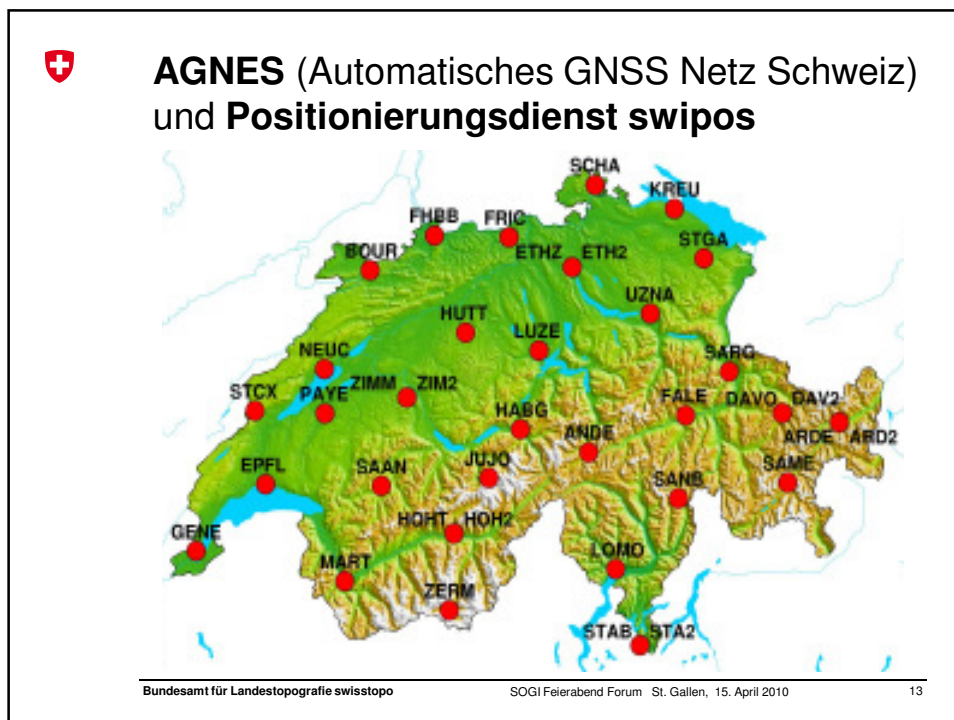 AGNES (Automatisches GNSS Netz Schweiz)
und Positionierungsdienst swipos
SCHA
KREU
FHBB FRIC
STGA
BOUR ETHZ ETH2
UZNA
HUTT
LUZE
NEUC SARG
STCX PAYE ZIMM ZIM2 FALE DAVO DAV2
HABG
ANDE ARDE ARD2
EPFL SAAN JUJO SANB SAME
HOHT HOH2
GENE
MART LOMO
ZERM
STAB STA2
Bundesamt für Landestopografie swisstopo SOGI Feierabend Forum St. Gallen, 15. April 2010 13